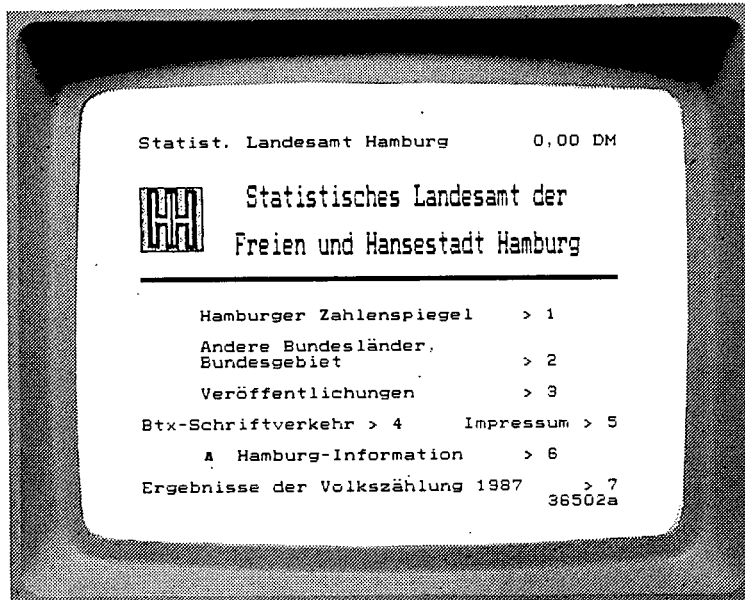 Statist. Landesamt Hamburg 0,00 DM
HH
Statistisches Landesamt der
Freien und Hansestadt Hamburg
Hamburger Zahlenspiegel > 1
Andere Bundesländer,
Bundesgebiet > 2
Veröffentlichungen > 3
Btx-Schriftverkehr > 4 Impressum > 5
A Hamburg-Information > 6
Ergebnisse der Volkszählung 1987 > 7
36502a